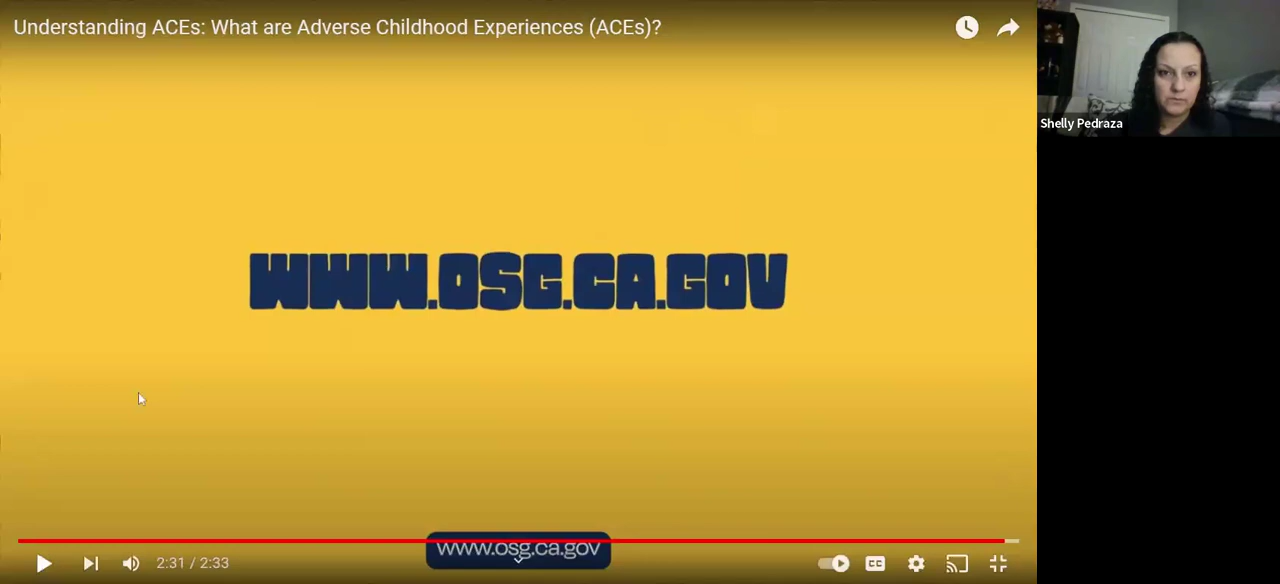 Understanding ACEs: What are Adverse Childhood Experiences (ACEs)?
Shelly Pedraza
WWW.OSG.CA.GOV
www.osg.ca.gov
2:31 / 2:33
CC